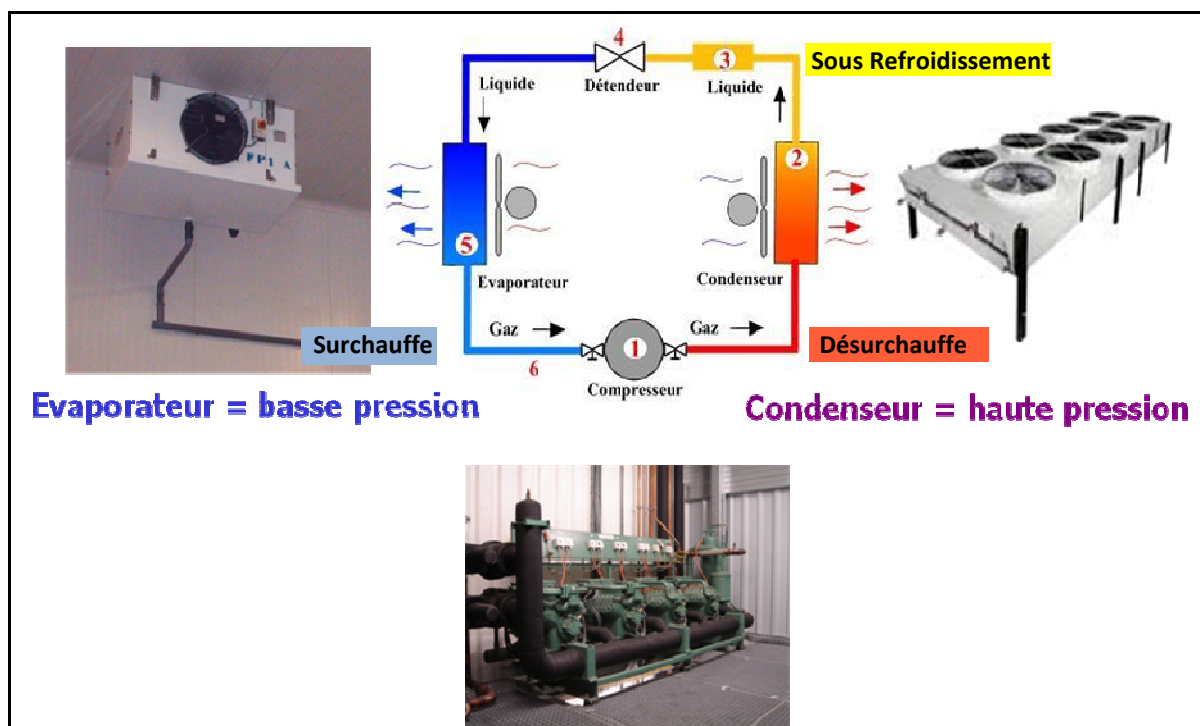 4
3
Sous Refroidissement
Liquide
Détendeur
Liquide
2
FP1 A
5
Evaporateur
Condenseur
Gaz
Gaz
Surchauffe
1
Désurchauffe
6
Compresseur
Evaporateur = basse pression
Condenseur = haute pression